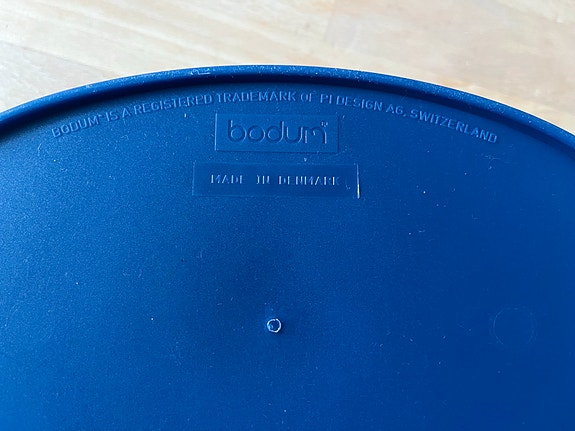 BODUM® IS A REGISTERED TRADEMARK OF PI DESIGN AG, SWITZERLAND
bodum®
MADE IN DENMARK